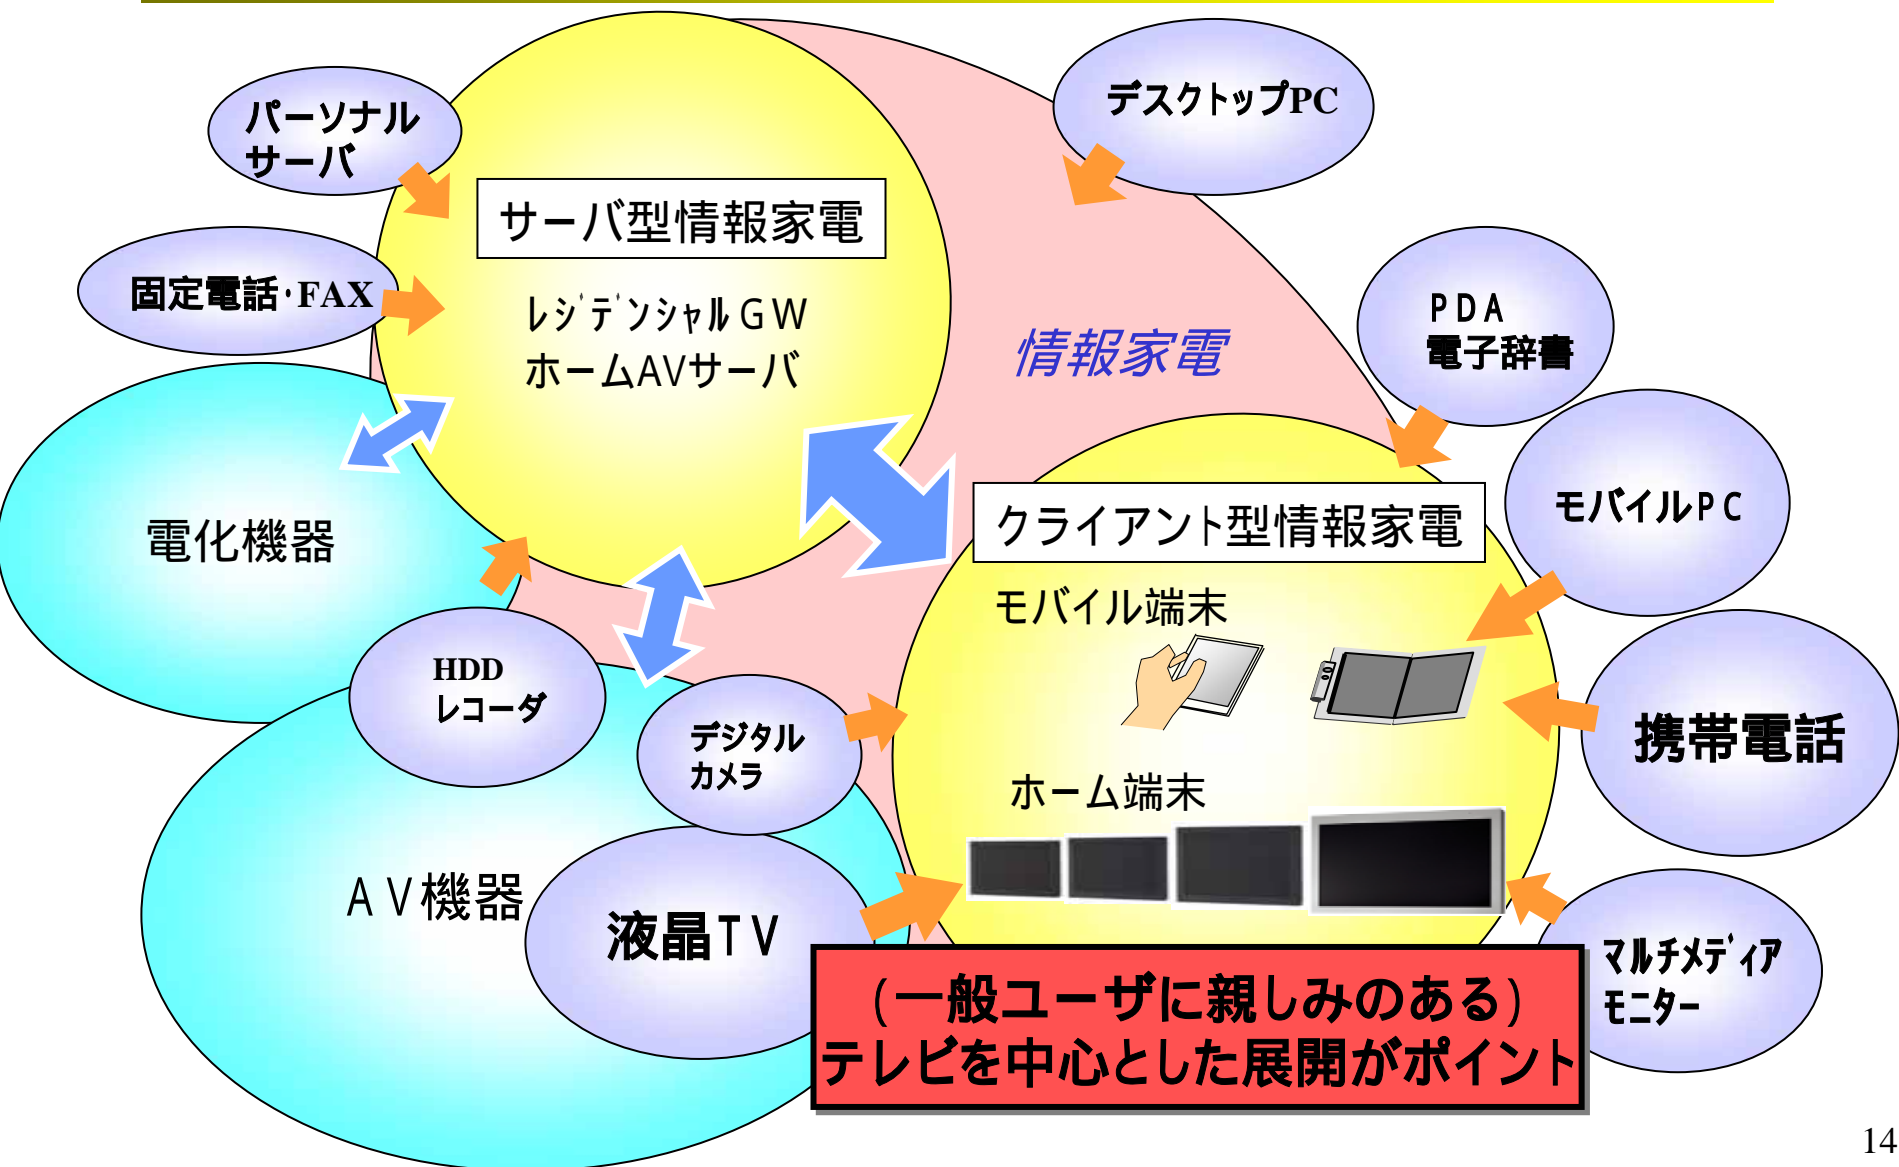 パーソナル
サーバ
デスクトップPC
サーバ型情報家電
固定電話・FAX
ﾚｼﾞﾃﾞﾝｼｬﾙＧＷ
ホームAVサーバ
情報家電
ＰＤＡ
電子辞書
モバイルＰＣ
クライアント型情報家電
電化機器
モバイル端末
HDD
レコーダ
デジタル
カメラ
携帯電話
ホーム端末
ＡＶ機器
液晶ＴＶ
ﾏﾙﾁﾒﾃﾞｨｱ
ﾓﾆﾀｰ
（一般ユーザに親しみのある）
テレビを中心とした展開がポイント
14